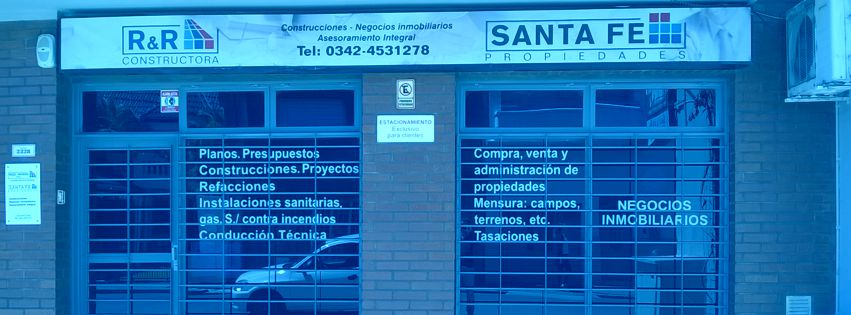 R&R
CONSTRUCTORA
Construcciones - Negocios inmobiliarios
Asesoramiento Integral
Tel: 0342-4531278
SANTA FE
PROPIEDADES
E
ESTACIONAMIENTO
Exclusivo
para clientes
Planos. Presupuestos
Construcciones. Proyectos
Refacciones
Instalaciones sanitarias,
gas. S./ contra incendios
Conducción Técnica
Compra, venta y
administración de
propiedades
Mensura: campos,
terrenos, etc.
Tasaciones
NEGOCIOS
INMOBILIARIOS